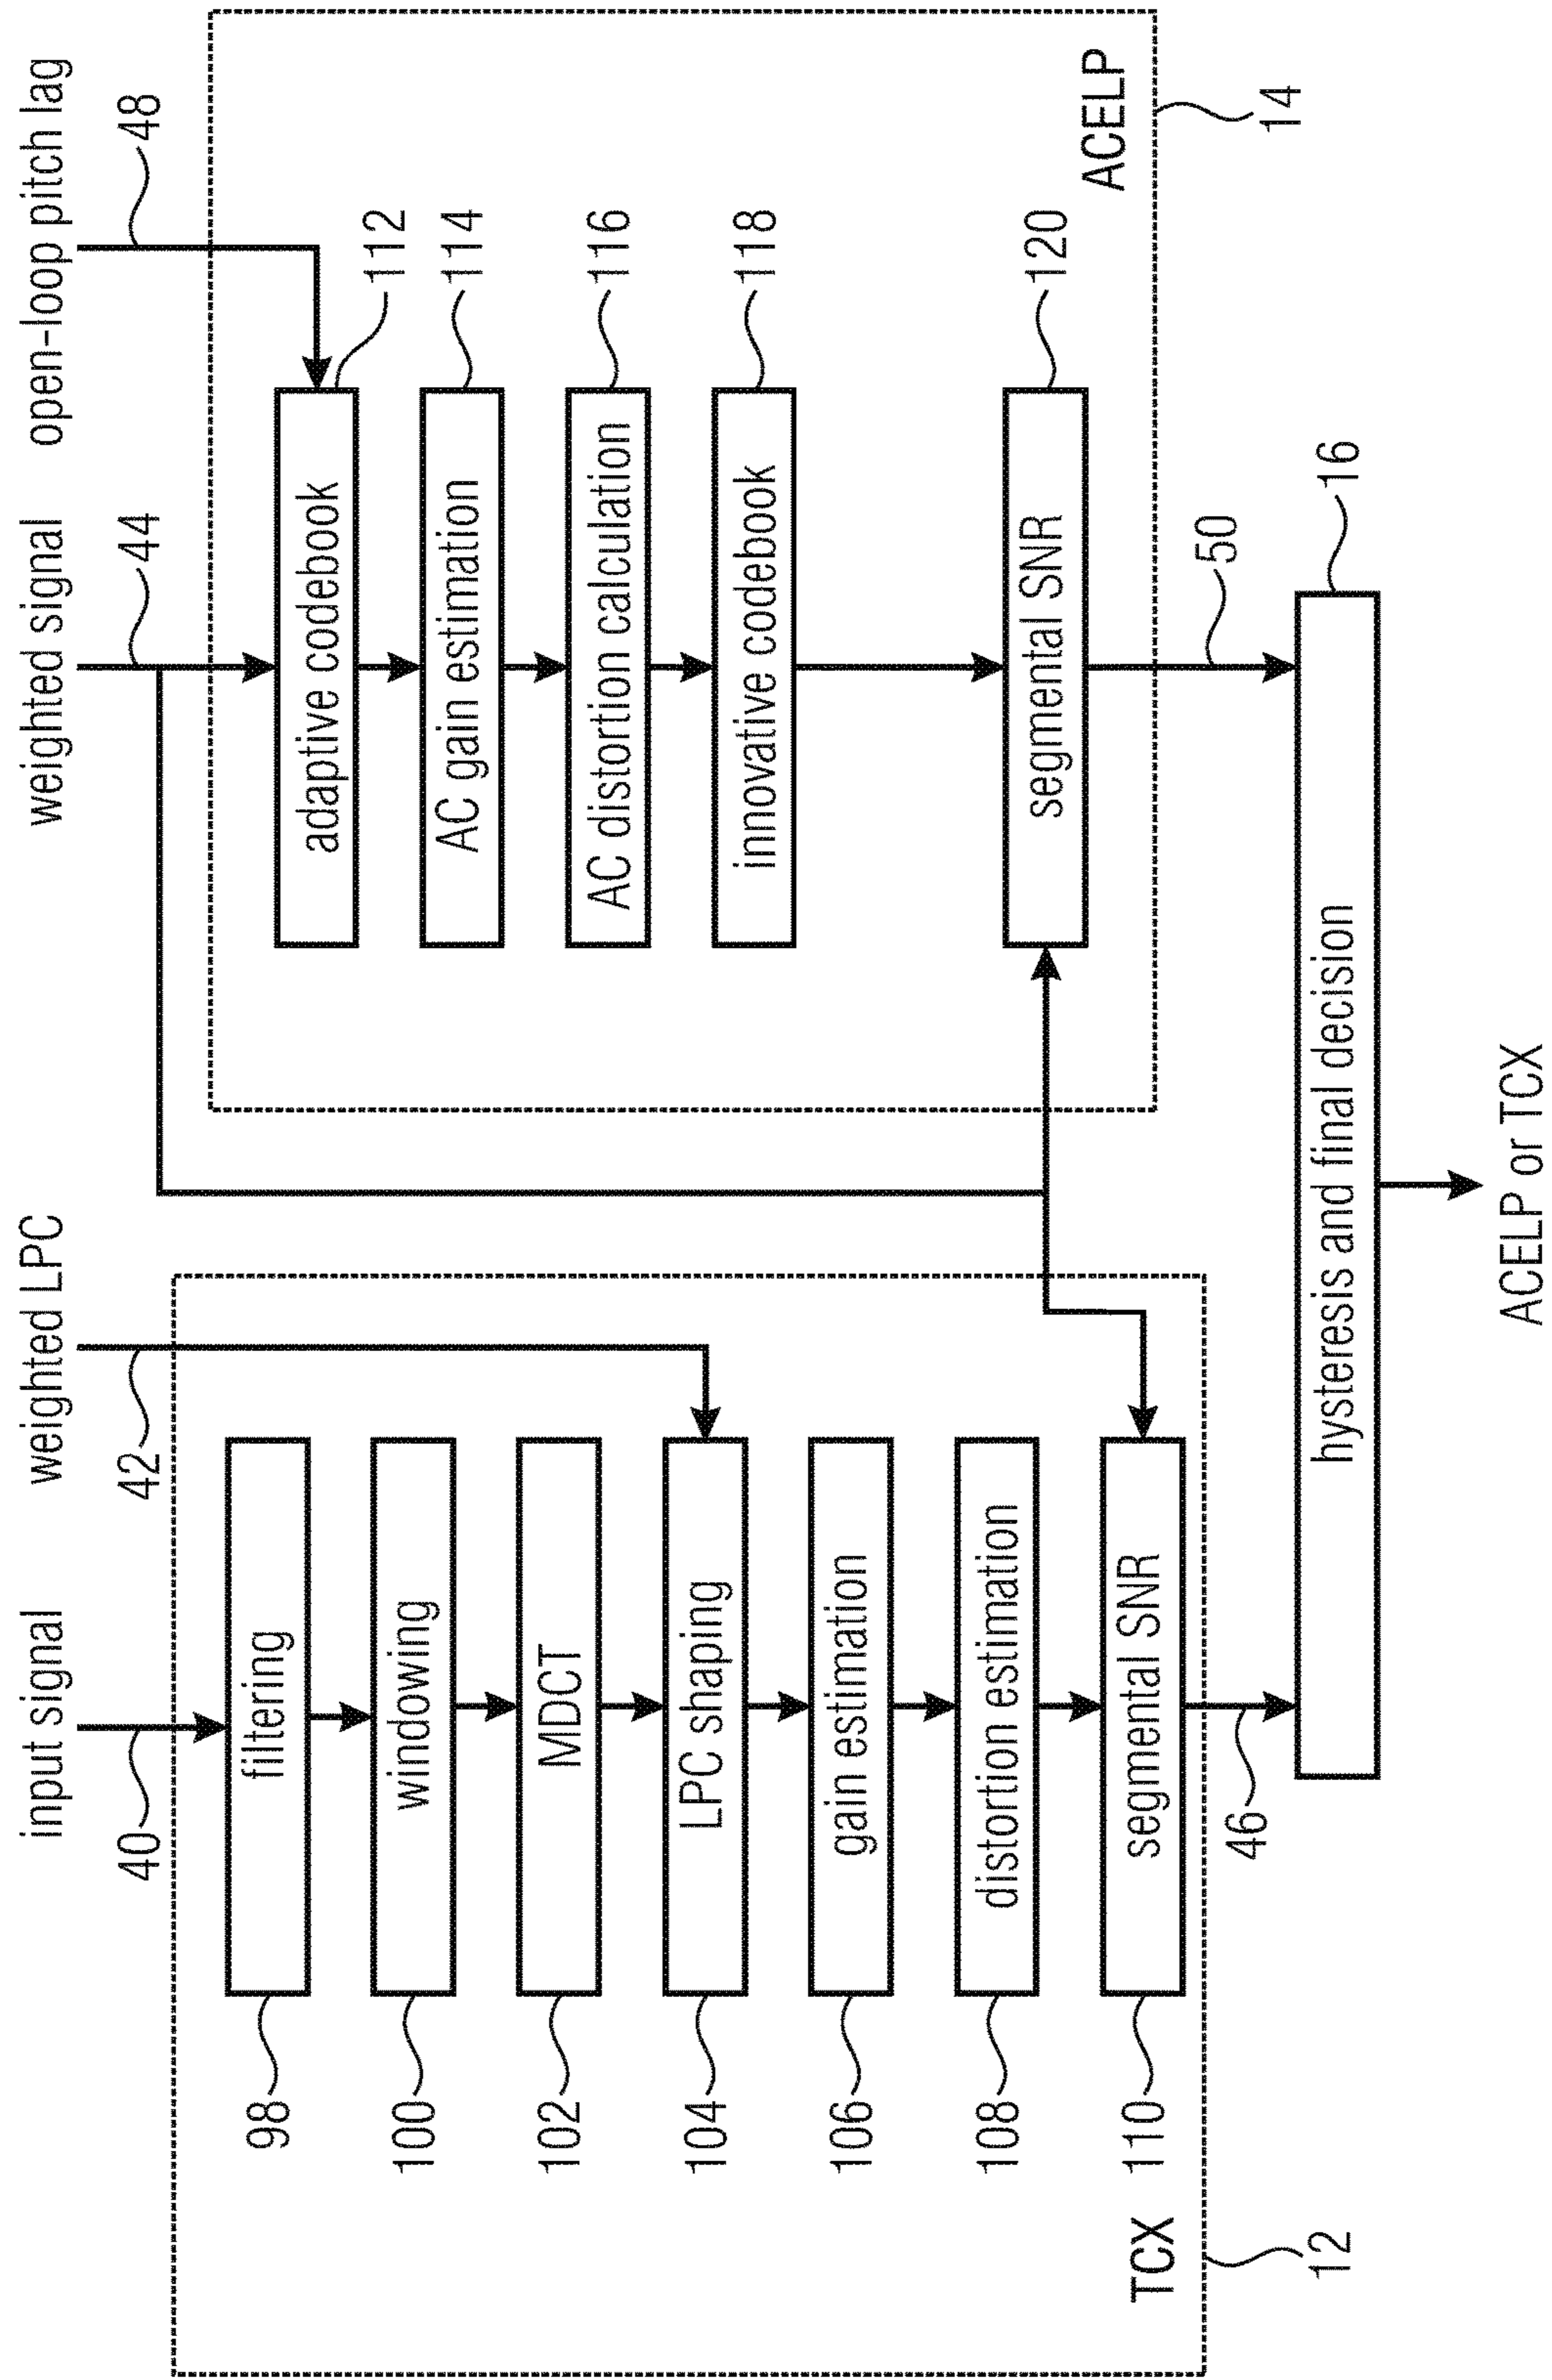 input signal
weighted LPC
weighted signal
open-loop pitch lag
40
42
44
48
98
filtering
100
windowing
102
MDCT
104
LPC shaping
106
gain estimation
108
distortion estimation
110
segmental SNR
TCX
12
46
adaptive codebook
112
AC gain estimation
114
AC distortion calculation
116
innovative codebook
118
segmental SNR
120
ACELP
14
50
hysteresis and final decision
16
ACELP or TCX